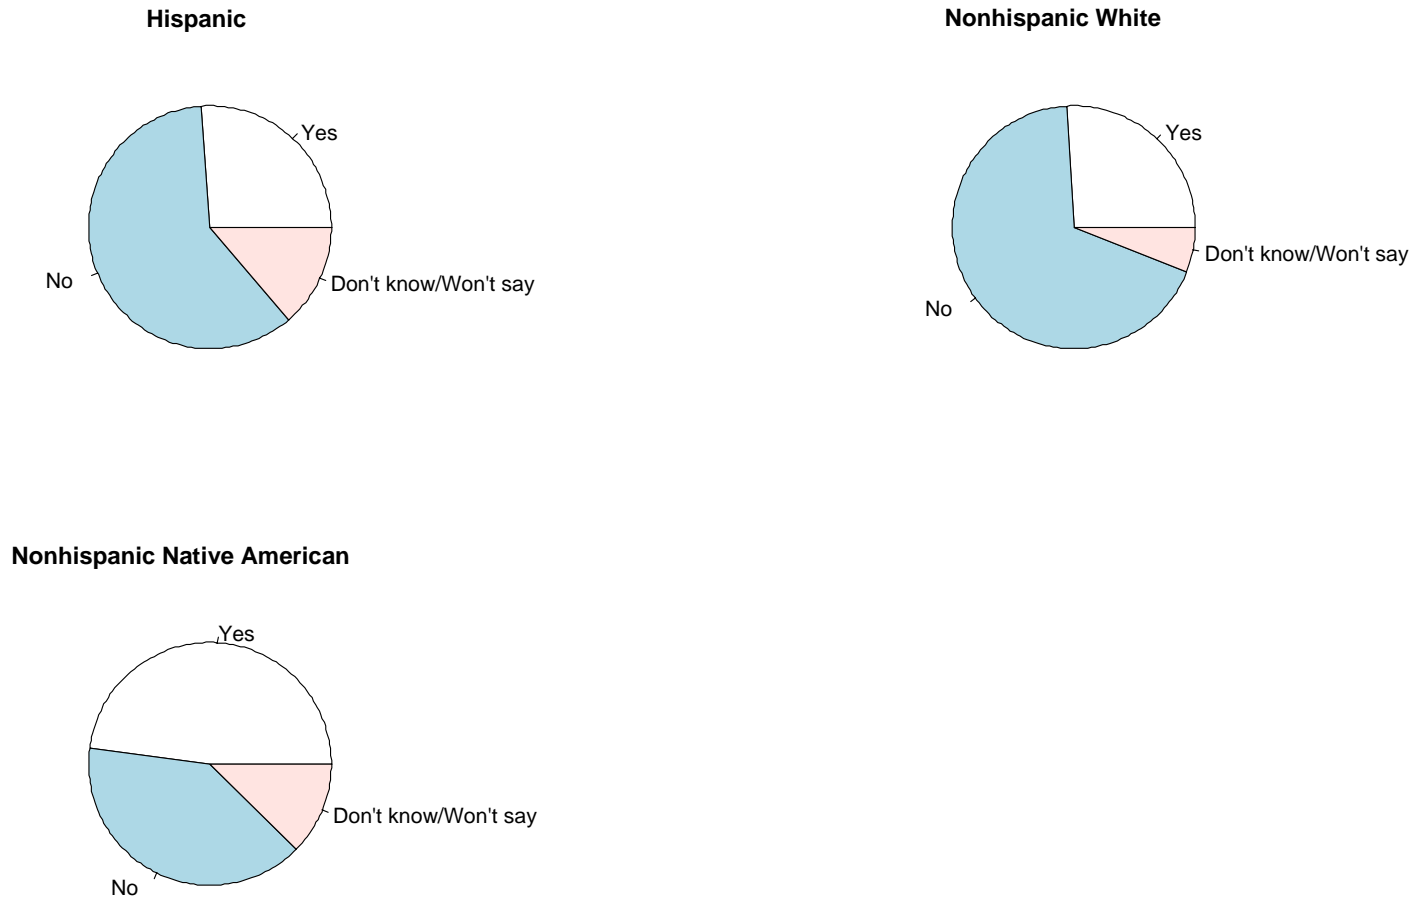 Hispanic
Yes
No
Don't know/Won't say
Nonhispanic White
Yes
No
Don't know/Won't say
Nonhispanic Native American
Yes
No
Don't know/Won't say